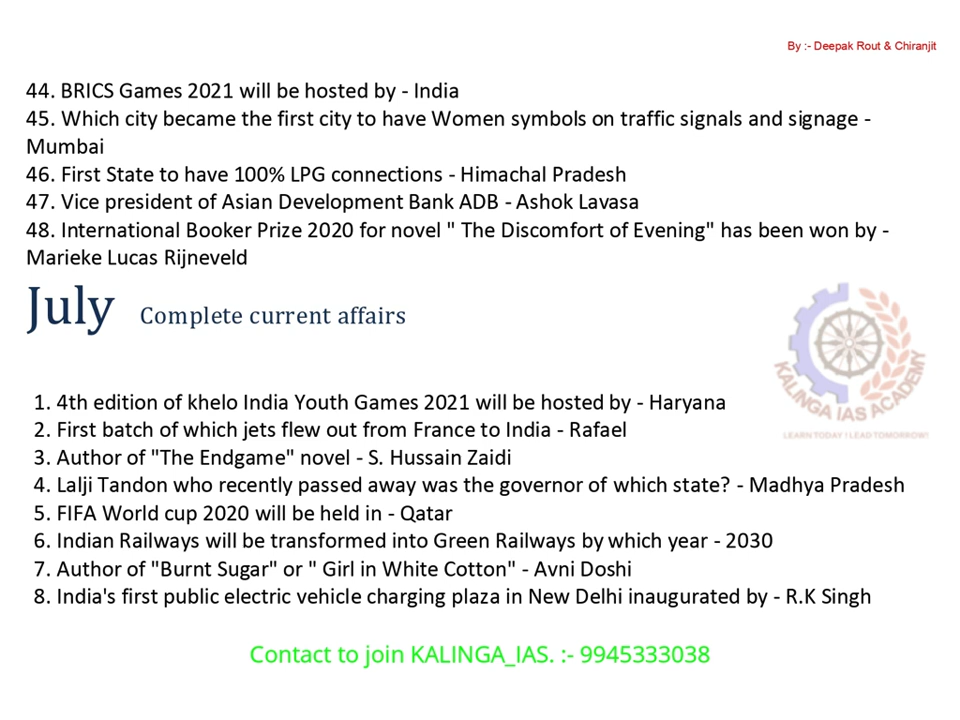 By :- Deepak Rout & Chiranjit
44. BRICS Games 2021 will be hosted by - India
45. Which city became the first city to have Women symbols on traffic signals and signage -
Mumbai
46. First State to have 100% LPG connections - Himachal Pradesh
47. Vice president of Asian Development Bank ADB - Ashok Lavasa
48. International Booker Prize 2020 for novel " The Discomfort of Evening" has been won by -
Marieke Lucas Rijneveld
July Complete current affairs
KALINGA IAS ACADEMY
LEARN TODAY ! LEAD TOMORROW!
1. 4th edition of khelo India Youth Games 2021 will be hosted by - Haryana
2. First batch of which jets flew out from France to India - Rafael
3. Author of "The Endgame" novel - S. Hussain Zaidi
4. Lalji Tandon who recently passed away was the governor of which state? - Madhya Pradesh
5. FIFA World cup 2020 will be held in - Qatar
6. Indian Railways will be transformed into Green Railways by which year - 2030
7. Author of "Burnt Sugar" or " Girl in White Cotton" - Avni Doshi
8. India's first public electric vehicle charging plaza in New Delhi inaugurated by - R.K Singh
Contact to join KALINGA_IAS. :- 9945333038